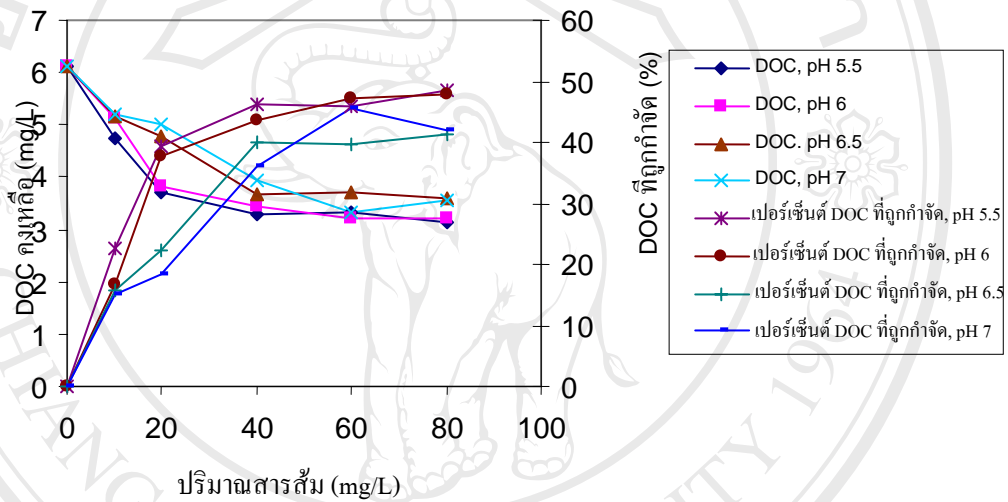 7
6
5
4
3
2
1
0
DOC คงเหลือ (mg/L)
60
50
40
30
20
10
0
DOC ที่ถูกกำจัด (%)
0 20 40 60 80 100
ปริมาณสารส้ม (mg/L)
DOC, pH 5.5
DOC, pH 6
DOC. pH 6.5
DOC, pH 7
เปอร์เซ็นต์ DOC ที่ถูกกำจัด, pH 5.5
เปอร์เซ็นต์ DOC ที่ถูกกำจัด, pH 6
เปอร์เซ็นต์ DOC ที่ถูกกำจัด, pH 6.5
เปอร์เซ็นต์ DOC ที่ถูกกำจัด, pH 7
1964